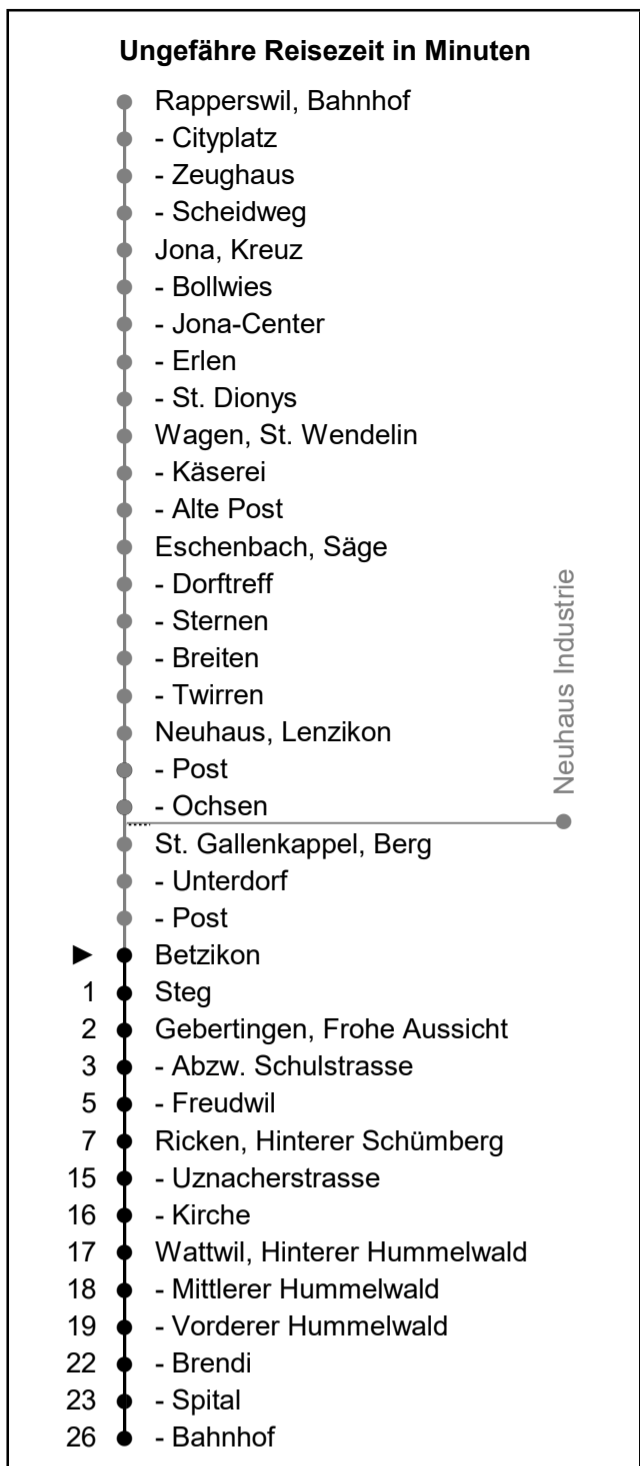 Ungefähre Reisezeit in Minuten
Rapperswil, Bahnhof
- Cityplatz
- Zeughaus
- Scheidweg
Jona, Kreuz
- Bollwies
- Jona-Center
- Erlen
- St. Dionys
Wagen, St. Wendelin
- Käserei
- Alte Post
Eschenbach, Säge
- Dorftreff
- Sternen
- Breiten
- Twirren
Neuhaus, Lenzikon
- Post
- Ochsen
Neuhaus Industrie
St. Gallenkappel, Berg
- Unterdorf
- Post
► Betzikon
1 Steg
2 Gebertingen, Frohe Aussicht
3 - Abzw. Schulstrasse
5 - Freudwil
7 Ricken, Hinterer Schümberg
15 - Uznacherstrasse
16 - Kirche
17 Wattwil, Hinterer Hummelwald
18 - Mittlerer Hummelwald
19 - Vorderer Hummelwald
22 - Brendi
23 - Spital
26 - Bahnhof